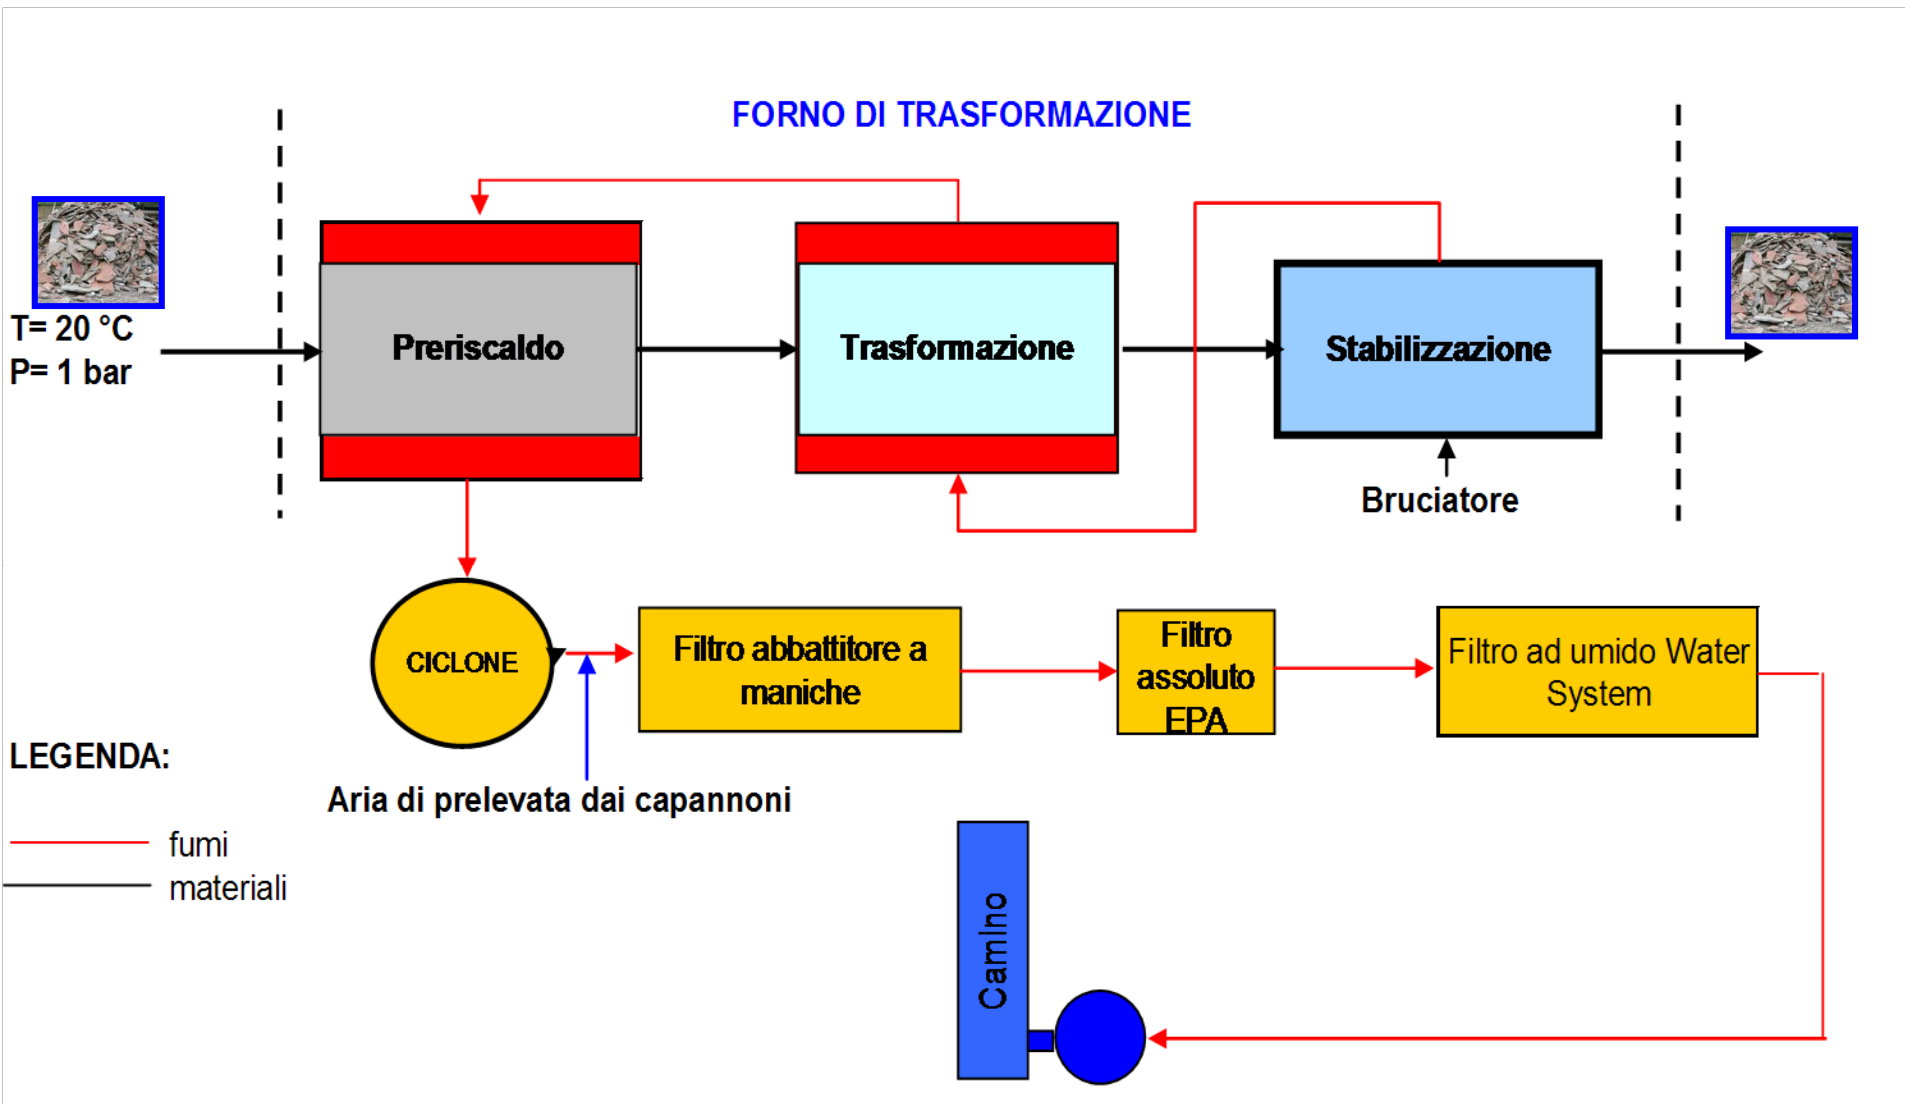 FORNO DI TRASFORMAZIONE
T= 20 °C
P= 1 bar
Preriscaldo
Trasformazione
Stabilizzazione
Bruciatore
CICLONE
Filtro abbattitore a
maniche
Filtro
assoluto
EPA
Filtro ad umido Water
System
Aria di prelevata dai capannoni
LEGENDA:
fumi
materiali
Camino